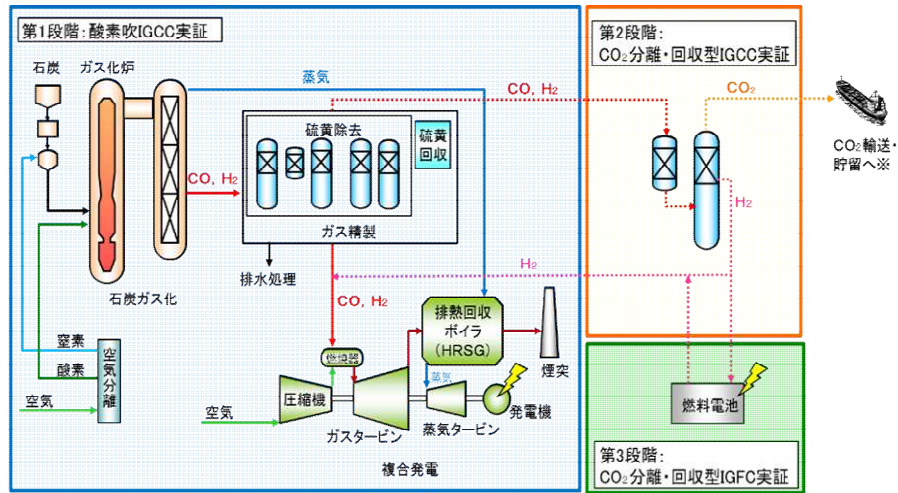 第1段階：酸素吹IGCC実証
石炭
ガス化炉
蒸気
硫黄除去
硫黄
回収
CO, H₂
ガス精製
排水処理
石炭ガス化
CO, H₂
窒素
酸素
空気
空気分離
空気
燃焼器
圧縮機
ガスタービン
排熱回収
ボイラ
(HRSG)
蒸気
蒸気タービン
発電機
煙突
複合発電
第2段階：
CO₂分離・回収型IGCC実証
CO, H₂
CO₂
H₂
H₂
CO₂輸送・
貯留へ※
燃料電池
第3段階：
CO₂分離・回収型IGFC実証